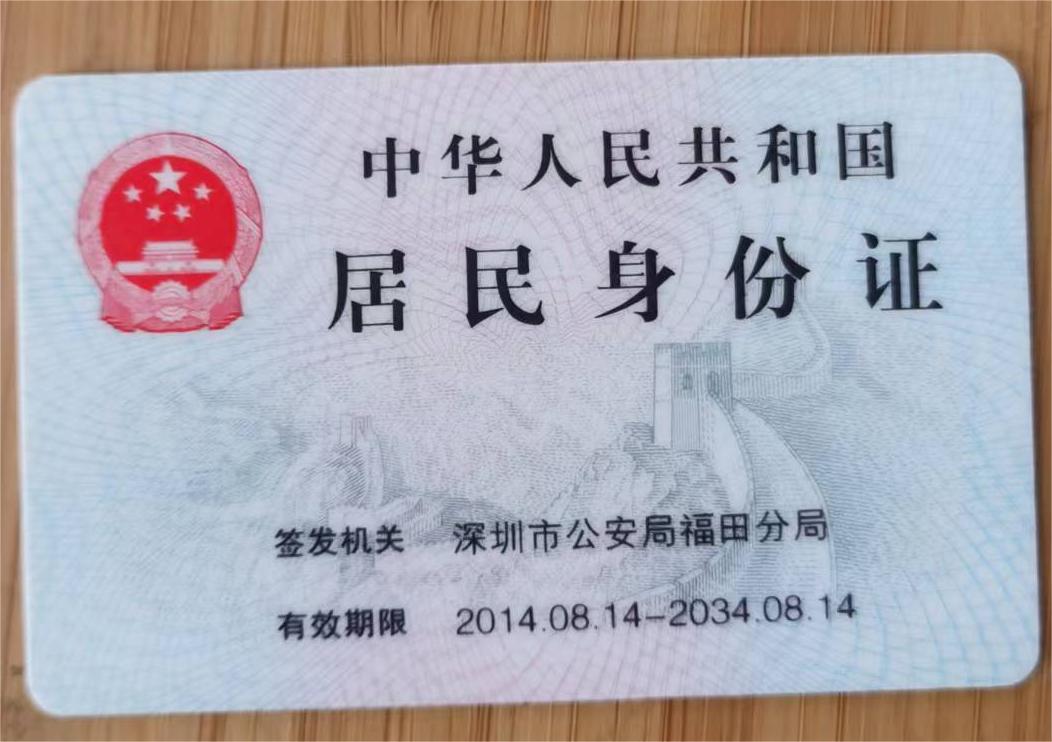 中华人民共和国
居民身份证
签发机关 深圳市公安局福田分局
有效期限 2014.08.14-2034.08.14